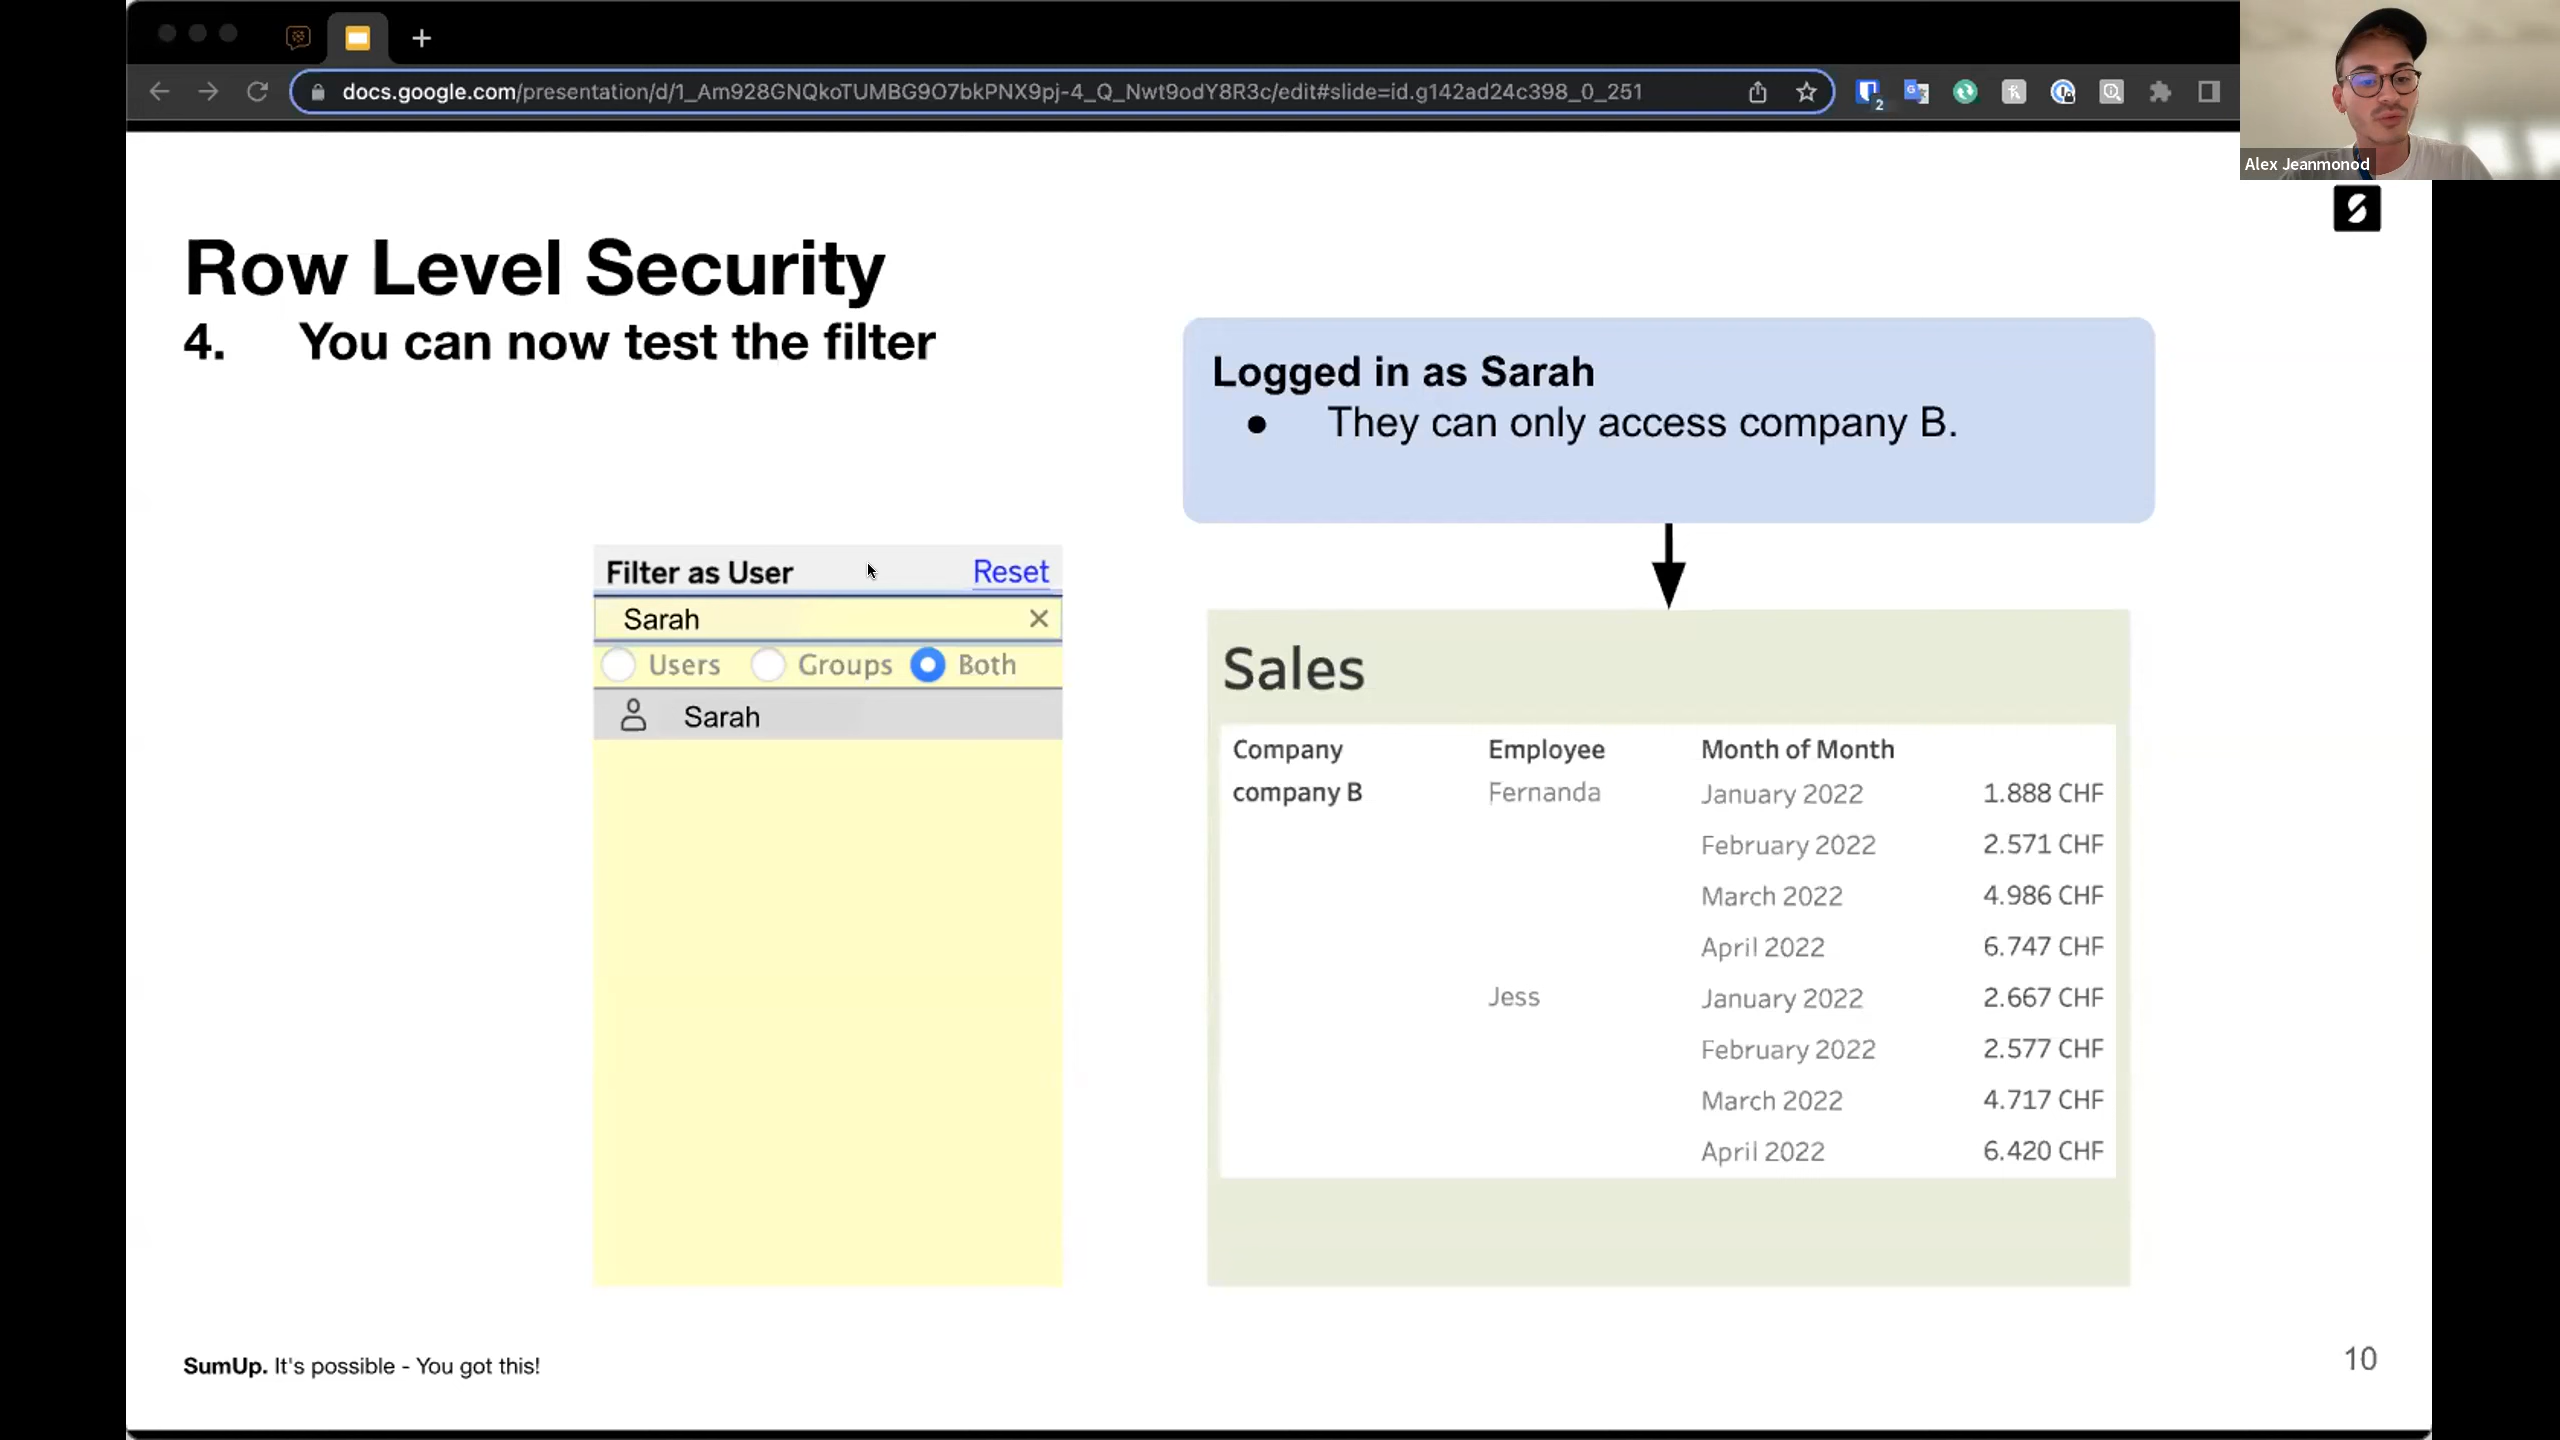 docs.google.com/presentation/d/1_Am928GNQkoTUMBG9O7bkPNX9pj-4_Q_Nwt9odY8R3c/edit#slide=id.g142ad24c398_0_251
2
Alex Jeanmonod
Row Level Security
4. You can now test the filter
Logged in as Sarah
● They can only access company B.
Filter as User Reset
Sarah
Users Groups Both
Sarah
Sales
Company Employee Month of Month
company B Fernanda January 2022 1.888 CHF
February 2022 2.571 CHF
March 2022 4.986 CHF
April 2022 6.747 CHF
Jess January 2022 2.667 CHF
February 2022 2.577 CHF
March 2022 4.717 CHF
April 2022 6.420 CHF
SumUp. It's possible - You got this!
10